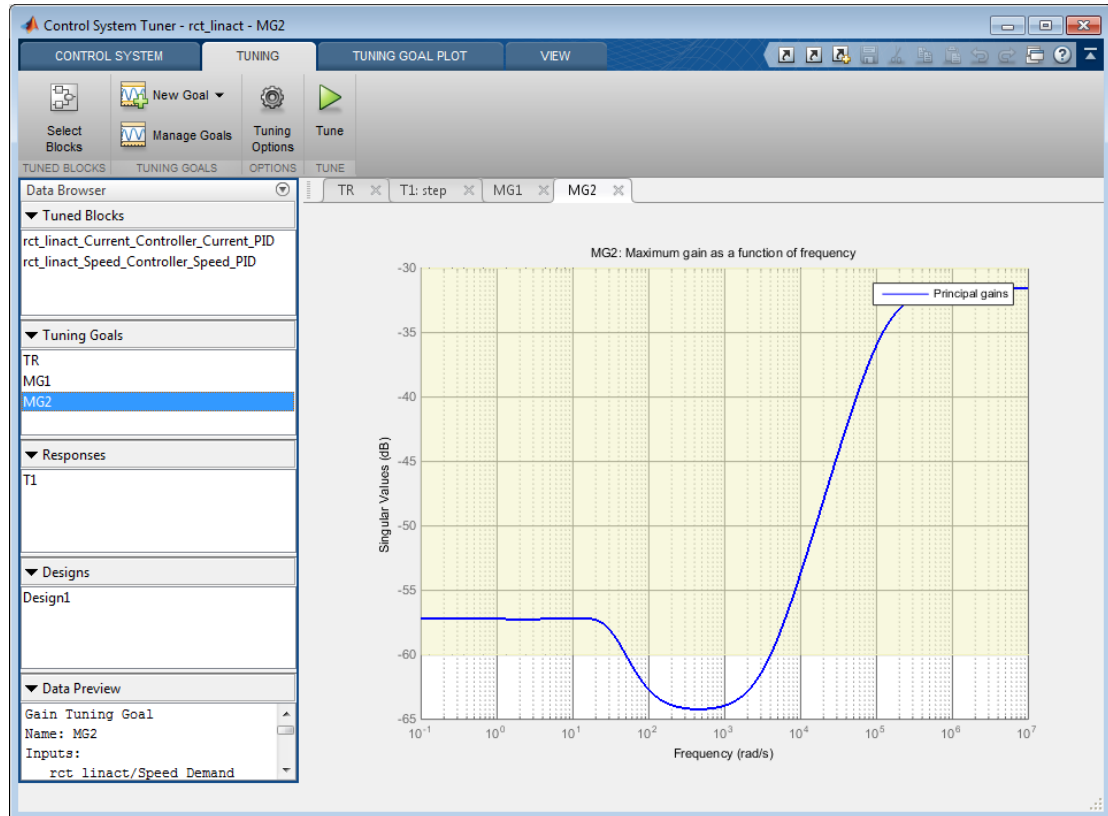 Control System Tuner - rct_linact - MG2
CONTROL SYSTEM TUNING TUNING GOAL PLOT VIEW
Select Blocks
New Goal
Manage Goals
Tuning Options
Tune
TUNED BLOCKS TUNING GOALS OPTIONS TUNE
Data Browser
Tuned Blocks
rct_linact_Current_Controller_Current_PID
rct_linact_Speed_Controller_Speed_PID
Tuning Goals
TR
MG1
MG2
Responses
T1
Designs
Design1
Data Preview
Gain Tuning Goal
Name: MG2
Inputs:
rct_linact/Speed Demand
TR T1: step MG1 MG2
MG2: Maximum gain as a function of frequency
Principal gains
Singular Values (dB)
-30
-35
-40
-45
-50
-55
-60
-65
10^-1 10^0 10^1 10^2 10^3 10^4 10^5 10^6 10^7
Frequency (rad/s)